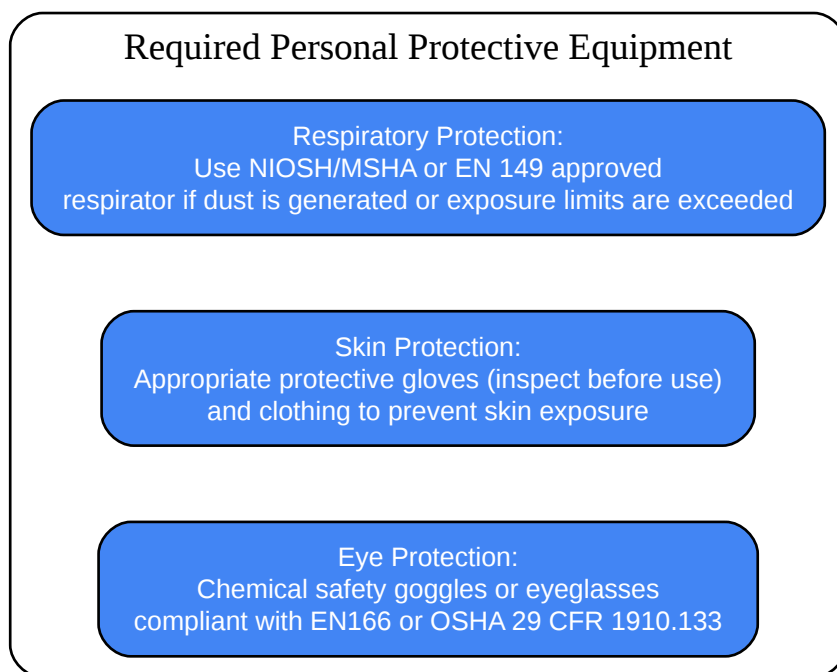 Required Personal Protective Equipment
Respiratory Protection:
Use NIOSH/MSHA or EN 149 approved
respirator if dust is generated or exposure limits are exceeded
Skin Protection:
Appropriate protective gloves (inspect before use)
and clothing to prevent skin exposure
Eye Protection:
Chemical safety goggles or eyeglasses
compliant with EN166 or OSHA 29 CFR 1910.133